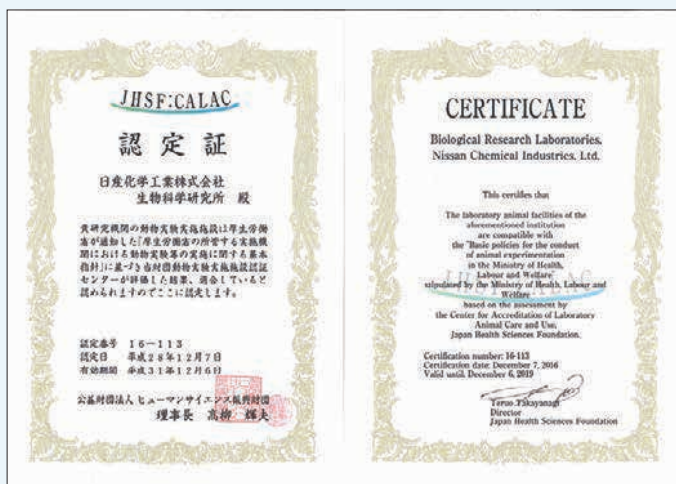 JHSF:CALAC
認定証
日産化学工業株式会社
生物科学研究所 殿
貴研究機関の動物実験実施施設は厚生労働
省が通知した「厚生労働省の所管する実施機
関における動物実験等の実施に関する基本
指針」に基づき当財団動物実験実施施設認証
センターが評価した結果、適合していると
認められますのでここに認定します。
認定番号 16-113
認定日 平成28年12月7日
有効期間 平成31年12月6日
公益財団法人 ヒューマンサイエンス振興財団
理事長 高柳 輝夫
CERTIFICATE
Biological Research Laboratories,
Nissan Chemical Industries, Ltd.
This certifies that
The laboratory animal facilities of the
aforementioned institution
are compatible with
the "Basic policies for the conduct
of animal experimentation
in the Ministry of Health,
Labour and Welfare"
JHSF:CALAC
stipulated by the Ministry of Health, Labour and
Welfare
based on the assessment by
the Center for Accreditation of Laboratory
Animal Care and Use,
Japan Health Sciences Foundation.
Certification number: 16-113
Certification date: December 7, 2016
Valid until: December 6, 2019
Teruo Takayanagi
Director
Japan Health Sciences Foundation